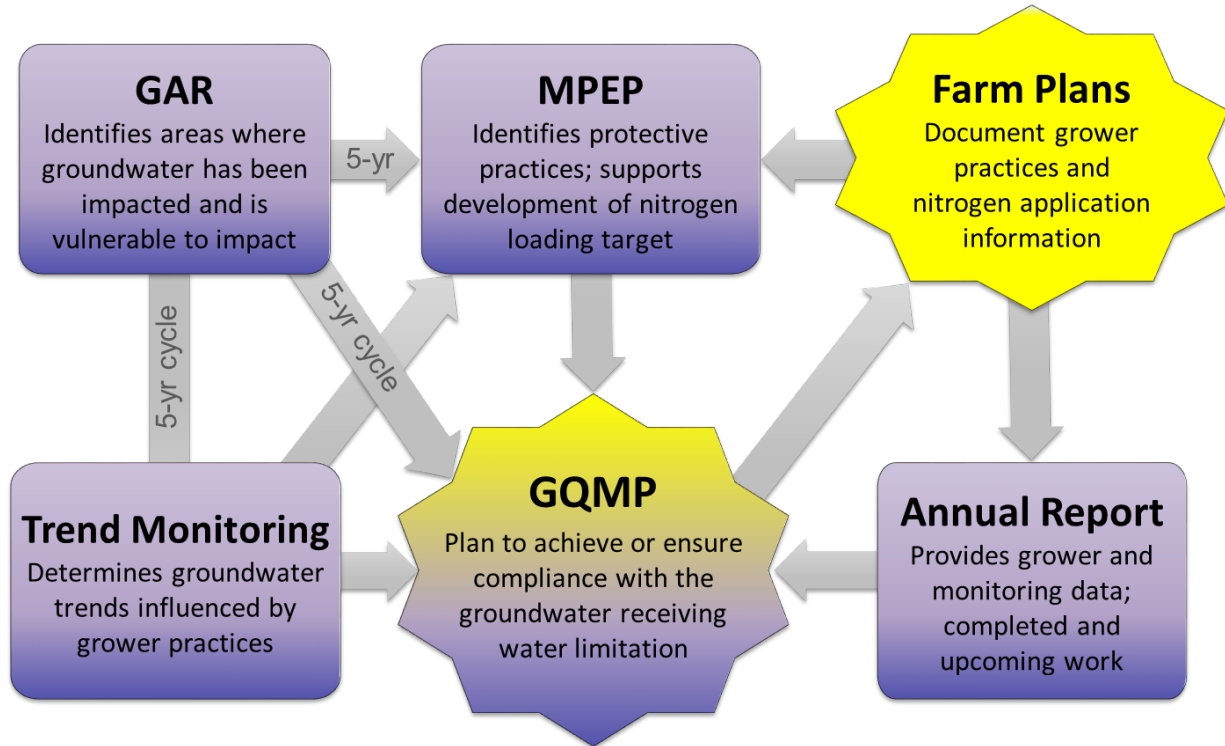 GAR
Identifies areas where
groundwater has been
impacted and is
vulnerable to impact
5-yr
MPEP
Identifies protective
practices; supports
development of nitrogen
loading target
Farm Plans
Document grower
practices and
nitrogen application
information
5-yr cycle
5-yr cycle
Trend Monitoring
Determines groundwater
trends influenced by
grower practices
GQMP
Plan to achieve or ensure
compliance with the
groundwater receiving
water limitation
Annual Report
Provides grower and
monitoring data;
completed and
upcoming work